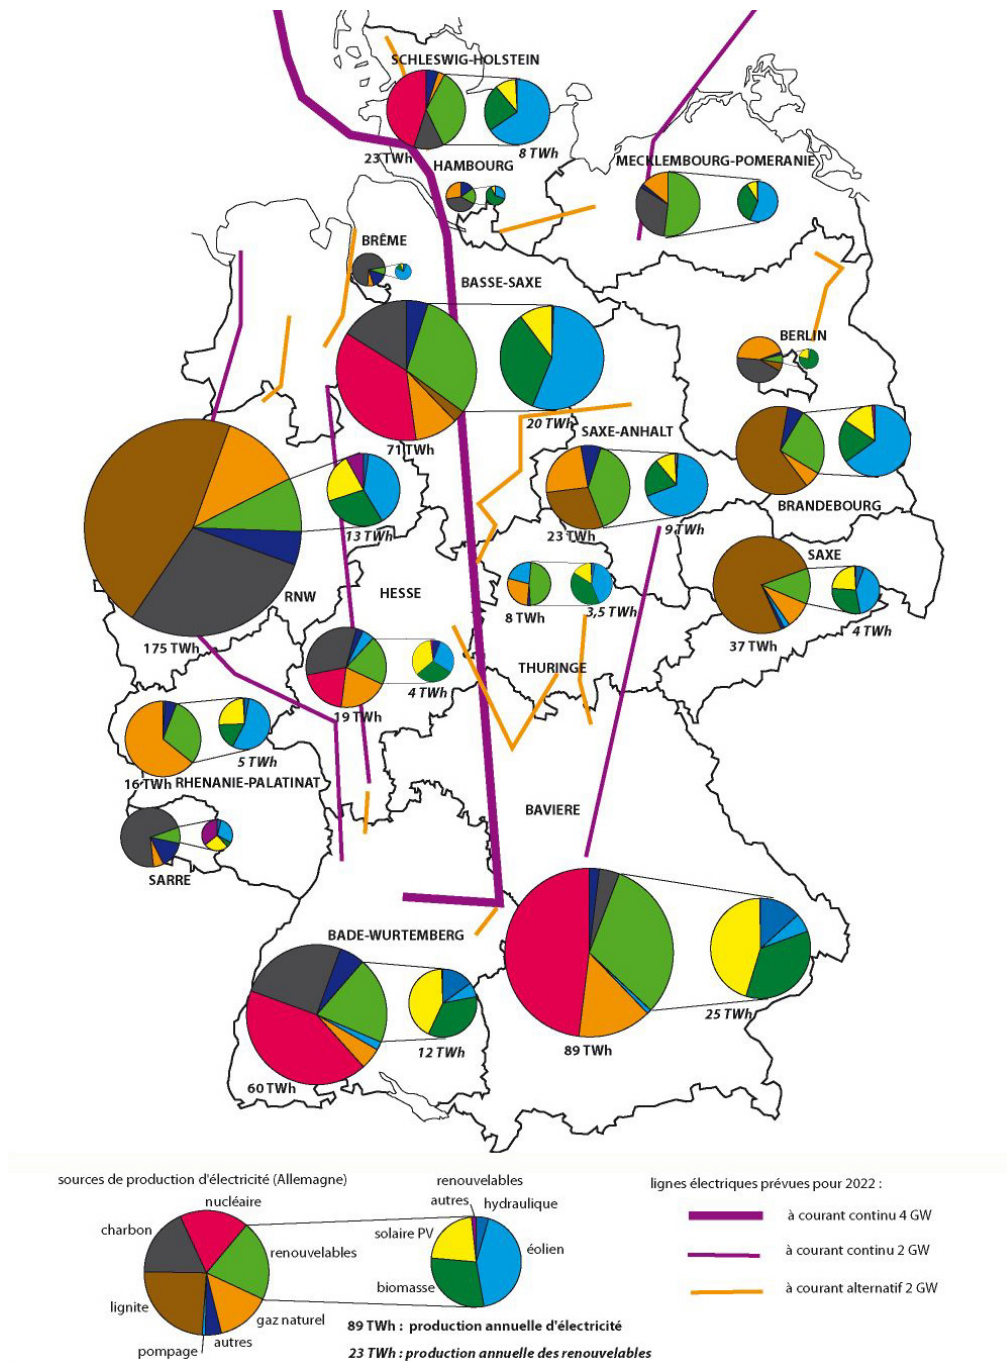 SCHLESWIG-HOLSTEIN
23 TWh
8 TWh
HAMBOURG
MECKLEMBOURG-POMERANIE
BRÊME
BASSE-SAXE
BERLIN
20 TWh
71 TWh
SAXE-ANHALT
BRANDEBOURG
13 TWh
23 TWh
9 TWh
SAXE
RNW
HESSE
175 TWh
8 TWh
3,5 TWh
37 TWh
4 TWh
THURINGE
4 TWh
19 TWh
5 TWh
16 TWh RHENANIE-PALATINAT
BAVIERE
SARRE
BADE-WURTEMBERG
25 TWh
12 TWh
89 TWh
60 TWh
sources de production d'électricité (Allemagne)
nucléaire
charbon
renouvelables
lignite
gaz naturel
pompage
autres
renouvelables
autres
hydraulique
solaire PV
éolien
biomasse
89 TWh : production annuelle d'électricité
23 TWh : production annuelle des renouvelables
lignes électriques prévues pour 2022 :
à courant continu 4 GW
à courant continu 2 GW
à courant alternatif 2 GW